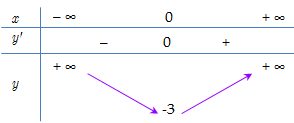 x − ∞ 0 + ∞
y′ − 0 +
+ ∞ + ∞
y
-3